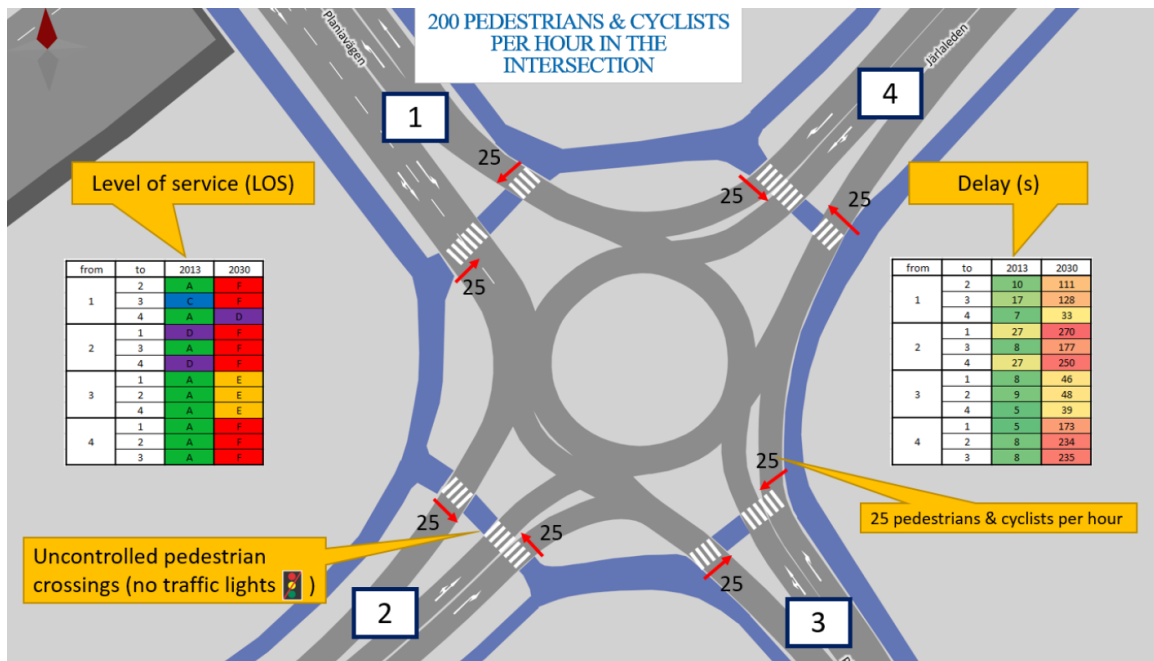 200 PEDESTRIANS & CYCLISTS
PER HOUR IN THE
INTERSECTION
Planiavägen
Järlaleden
1
4
25
25
25
25
Level of service (LOS)
from to 2013 2030
1
2 A F
3 C F
4 A D
2
1 D F
3 A F
4 D F
3
1 A E
2 A E
4 A E
4
1 A F
2 A F
3 A F
Delay (s)
from to 2013 2030
1
2 10 111
3 17 128
4 7 33
2
1 27 270
3 8 177
4 27 250
3
1 8 46
2 9 48
4 5 39
4
1 5 173
2 8 234
3 8 235
25
25
25
25
25 pedestrians & cyclists per hour
Uncontrolled pedestrian
crossings (no traffic lights )
2
3